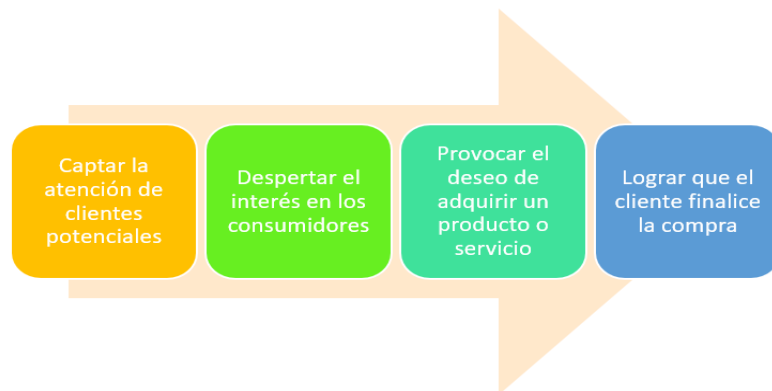 Captar la
atención de
clientes
potenciales
Despertar el
interés en los
consumidores
Provocar el
deseo de
adquirir un
producto o
servicio
Lograr que el
cliente finalice
la compra